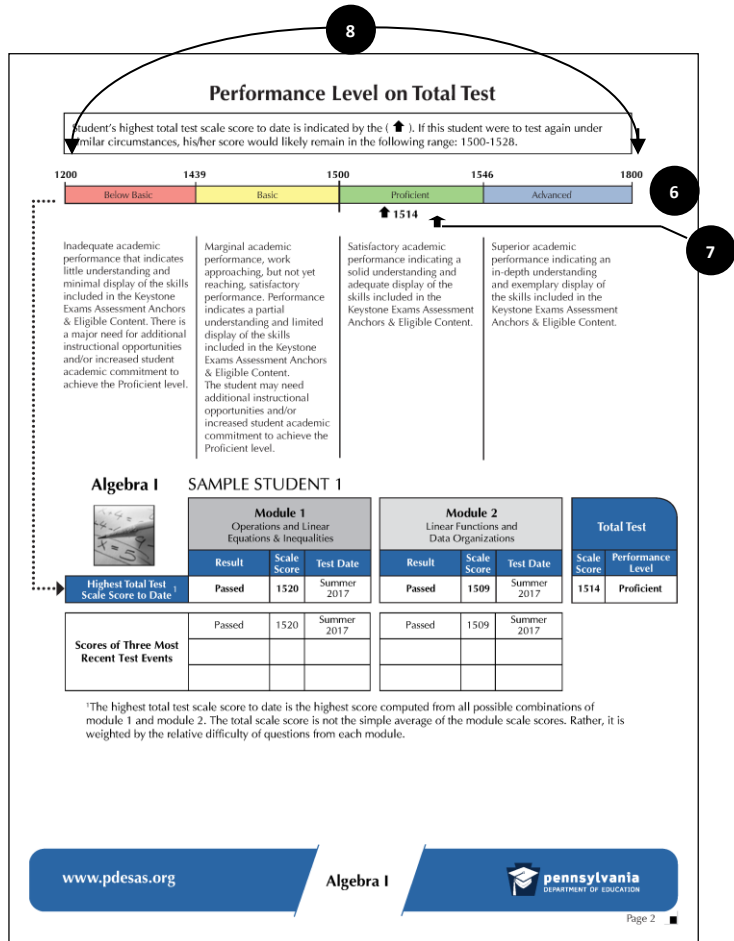 8
Performance Level on Total Test
Student's highest total test scale score to date is indicated by the ( ⬆ ). If this student were to test again under
similar circumstances, his/her score would likely remain in the following range: 1500-1528.
1200 1439 1500 1546 1800
Below Basic Basic Proficient Advanced
6
⬆ 1514
7
Inadequate academic
performance that indicates
little understanding and
minimal display of the skills
included in the Keystone
Exams Assessment Anchors
& Eligible Content. There is
a major need for additional
instructional opportunities
and/or increased student
academic commitment to
achieve the Proficient level.
Marginal academic
performance, work
approaching, but not yet
reaching, satisfactory
performance. Performance
indicates a partial
understanding and limited
display of the skills
included in the Keystone
Exams Assessment Anchors
& Eligible Content.
The student may need
additional instructional
opportunities and/or
increased student academic
commitment to achieve the
Proficient level.
Satisfactory academic
performance indicating a
solid understanding and
adequate display of the
skills included in the
Keystone Exams Assessment
Anchors & Eligible Content.
Superior academic
performance indicating an
in-depth understanding
and exemplary display of
the skills included in the
Keystone Exams Assessment
Anchors & Eligible Content.
Algebra I SAMPLE STUDENT 1
Module 1
Operations and Linear
Equations & Inequalities
Module 2
Linear Functions and
Data Organizations
Total Test
Result Scale Score Test Date Result Scale Score Test Date Scale Score Performance Level
Highest Total Test
Scale Score to Date¹
Passed 1520 Summer 2017 Passed 1509 Summer 2017 1514 Proficient
Scores of Three Most
Recent Test Events
Passed 1520 Summer 2017 Passed 1509 Summer 2017
¹The highest total test scale score to date is the highest score computed from all possible combinations of
module 1 and module 2. The total scale score is not the simple average of the module scale scores. Rather, it is
weighted by the relative difficulty of questions from each module.
www.pdesas.org
Algebra I
pennsylvania
DEPARTMENT OF EDUCATION
Page 2